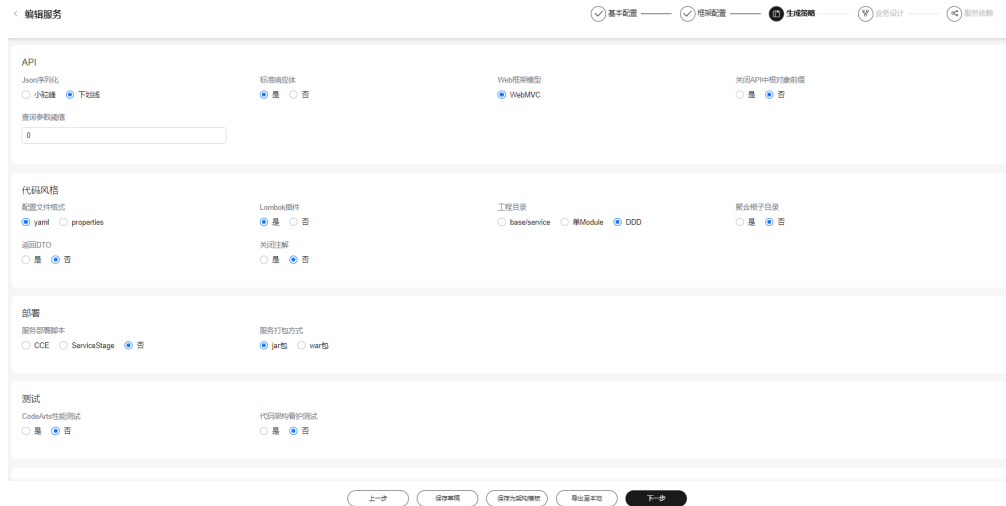 编辑服务 基本配置 框架配置 生成策略 业务设计 服务依赖
API
Json序列化 标准响应体 Web框架模型 关闭API中根对象前缀
小驼峰 下划线 是 否 WebMVC 是 否
查询参数阈值
0
代码风格
配置文件格式 Lombok插件 工程目录 聚合根子目录
yaml properties 是 否 base/service 单Module DDD 是 否
返回DTO 关闭注解
是 否 是 否
部署
服务部署脚本 服务打包方式
CCE ServiceStage 否 jar包 war包
测试
CodeArts性能测试 代码架构看护测试
是 否 是 否
上一步 保存草稿 保存为架构模板 导出至本地 下一步